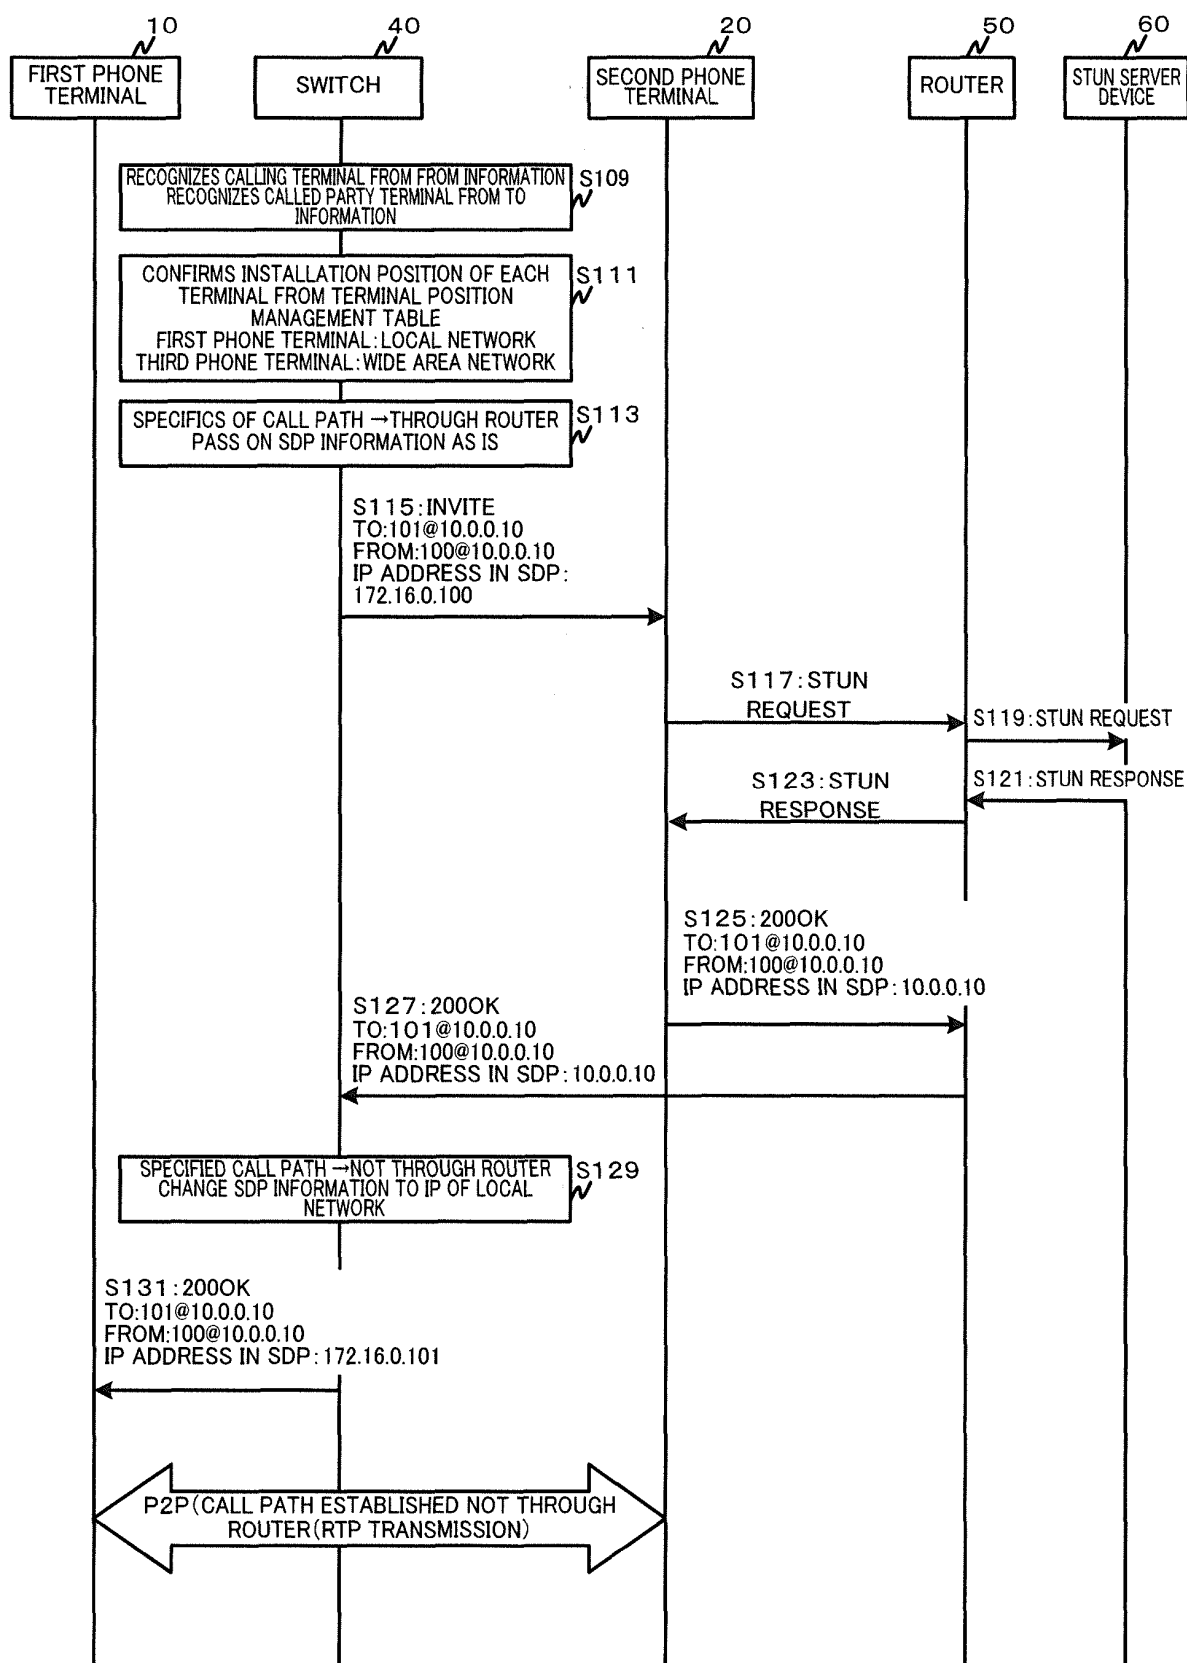 10
40
20
50
60
FIRST PHONE
TERMINAL
SWITCH
SECOND PHONE
TERMINAL
ROUTER
STUN SERVER
DEVICE
RECOGNIZES CALLING TERMINAL FROM FROM INFORMATION
RECOGNIZES CALLED PARTY TERMINAL FROM TO
INFORMATION
S109
CONFIRMS INSTALLATION POSITION OF EACH
TERMINAL FROM TERMINAL POSITION
MANAGEMENT TABLE
FIRST PHONE TERMINAL:LOCAL NETWORK
THIRD PHONE TERMINAL:WIDE AREA NETWORK
S111
SPECIFICS OF CALL PATH →THROUGH ROUTER
PASS ON SDP INFORMATION AS IS
S113
S115:INVITE
TO:101@10.0.0.10
FROM:100@10.0.0.10
IP ADDRESS IN SDP:
172.16.0.100
S117:STUN
REQUEST
S119:STUN REQUEST
S121:STUN RESPONSE
S123:STUN
RESPONSE
S125:200OK
TO:101@10.0.0.10
FROM:100@10.0.0.10
IP ADDRESS IN SDP:10.0.0.10
S127:200OK
TO:101@10.0.0.10
FROM:100@10.0.0.10
IP ADDRESS IN SDP:10.0.0.10
SPECIFIED CALL PATH →NOT THROUGH ROUTER
CHANGE SDP INFORMATION TO IP OF LOCAL
NETWORK
S129
S131:200OK
TO:101@10.0.0.10
FROM:100@10.0.0.10
IP ADDRESS IN SDP:172.16.0.101
P2P(CALL PATH ESTABLISHED NOT THROUGH
ROUTER(RTP TRANSMISSION)